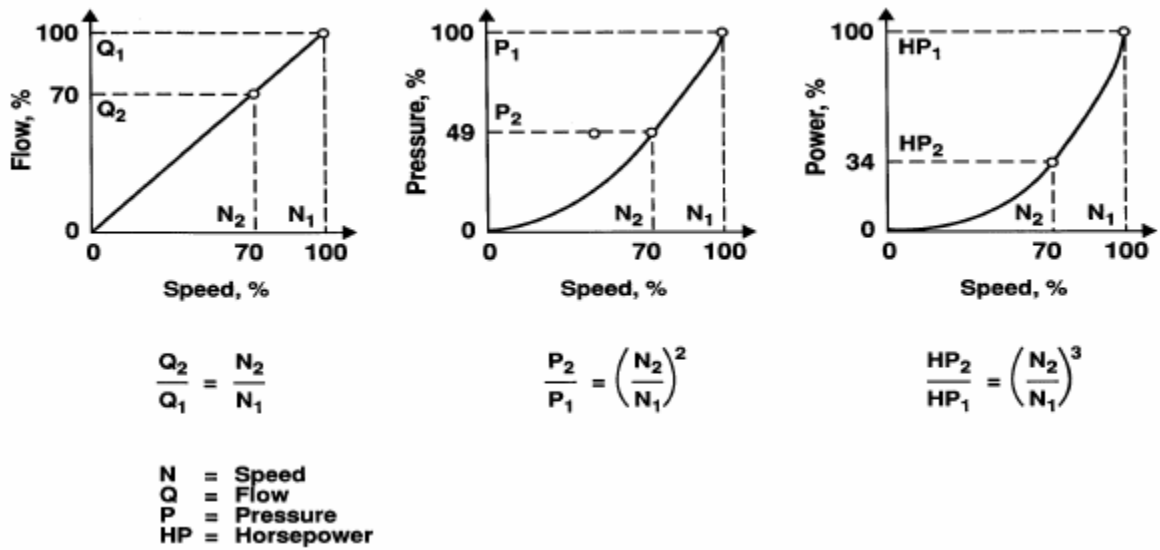 100
Q1
70
Q2
Flow, %
N2
N1
0
0
70
100
Speed, %
100
P1
49
P2
Pressure, %
N2
N1
0
0
70
100
Speed, %
100
HP1
34
HP2
Power, %
N2
N1
0
0
70
100
Speed, %
Q2/Q1 = N2/N1
P2/P1 = (N2/N1)²
HP2/HP1 = (N2/N1)³
N = Speed
Q = Flow
P = Pressure
HP = Horsepower